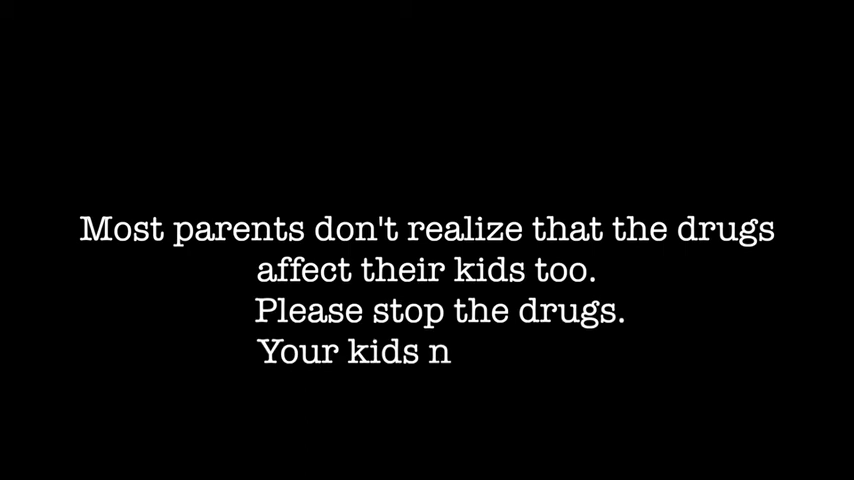 Most parents don't realize that the drugs
affect their kids too.
Please stop the drugs.
Your kids n